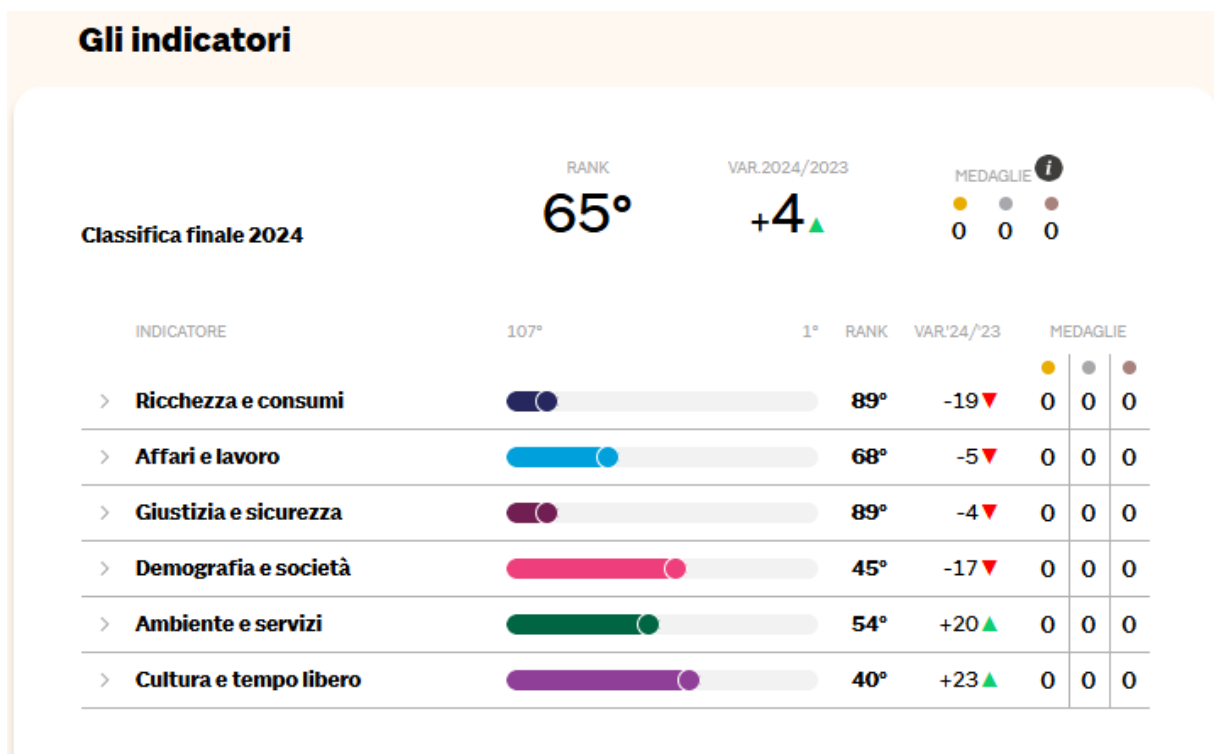 Gli indicatori
RANK VAR.2024/2023 MEDAGLIE i
Classifica finale 2024 65° +4▲ 0 0 0
INDICATORE 107° 1° RANK VAR.'24/'23 MEDAGLIE
Ricchezza e consumi 89° -19▼ 0 0 0
Affari e lavoro 68° -5▼ 0 0 0
Giustizia e sicurezza 89° -4▼ 0 0 0
Demografia e società 45° -17▼ 0 0 0
Ambiente e servizi 54° +20▲ 0 0 0
Cultura e tempo libero 40° +23▲ 0 0 0